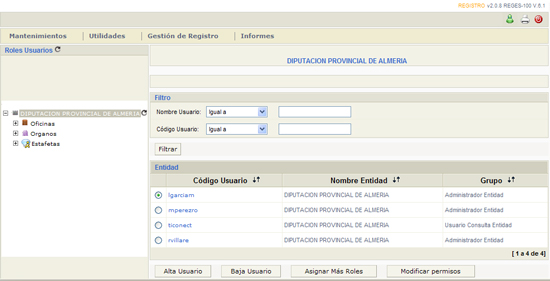 REGISTRO v2.0.9 REGES-100 V.5.1
Mantenimientos Utilidades Gestión de Registro Informes
Roles Usuarios
DIPUTACION PROVINCIAL DE ALMERIA
DIPUTACION PROVINCIAL DE ALMERIA
Oficinas
Organos
Estafetas
Filtro
Nombre Usuario: Igual a
Código Usuario: Igual a
Filtrar
Entidad
Código Usuario Nombre Entidad Grupo
lgarciam DIPUTACION PROVINCIAL DE ALMERIA Administrador Entidad
mperezro DIPUTACION PROVINCIAL DE ALMERIA Administrador Entidad
ticonect DIPUTACION PROVINCIAL DE ALMERIA Usuario Consulta Entidad
rvillare DIPUTACION PROVINCIAL DE ALMERIA Administrador Entidad
[ 1 a 4 de 4]
Alta Usuario Baja Usuario Asignar Más Roles Modificar permisos